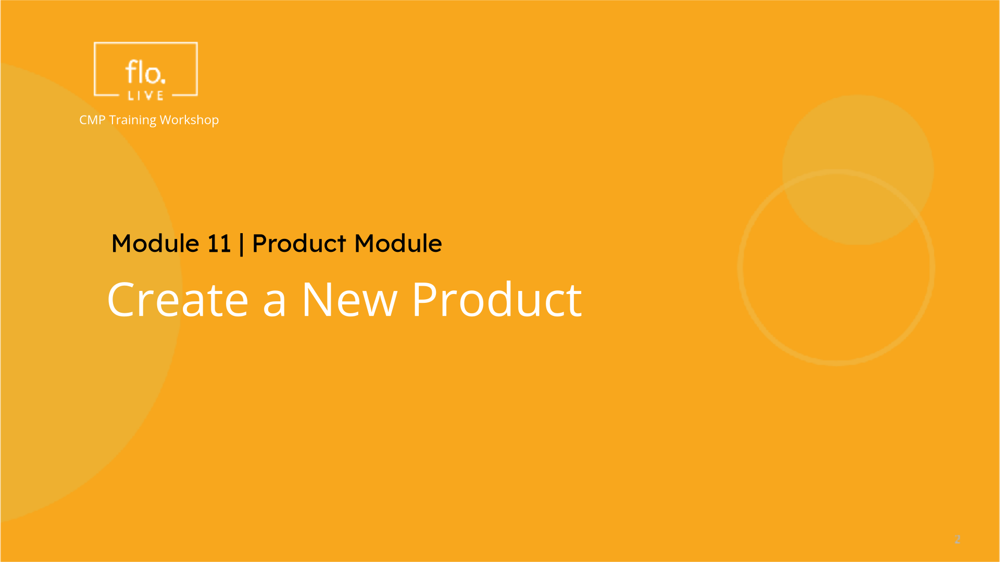 flo.
LIVE
CMP Training Workshop
Module 11 | Product Module
Create a New Product
2